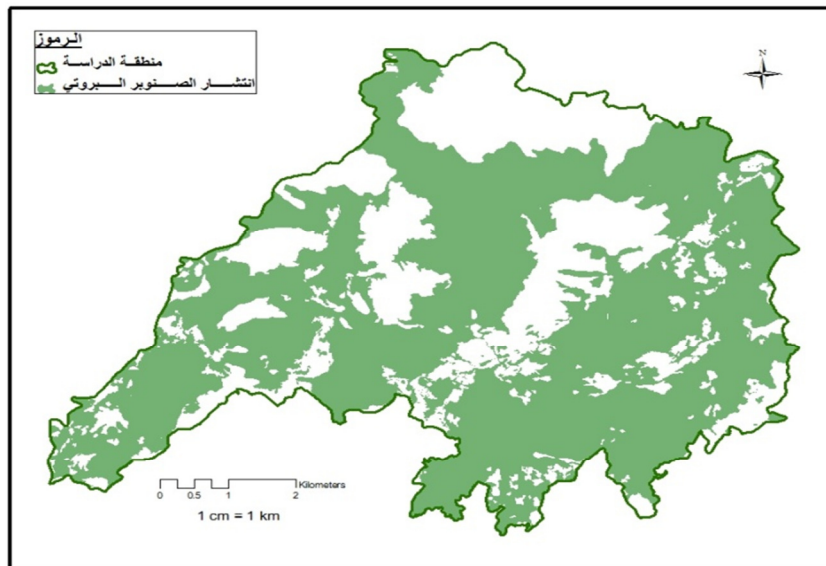 الرموز
منطقة الدراسة
انتشار الصنوبر البروتي
N
Kilometers
0 0.5 1 2
1 cm = 1 km